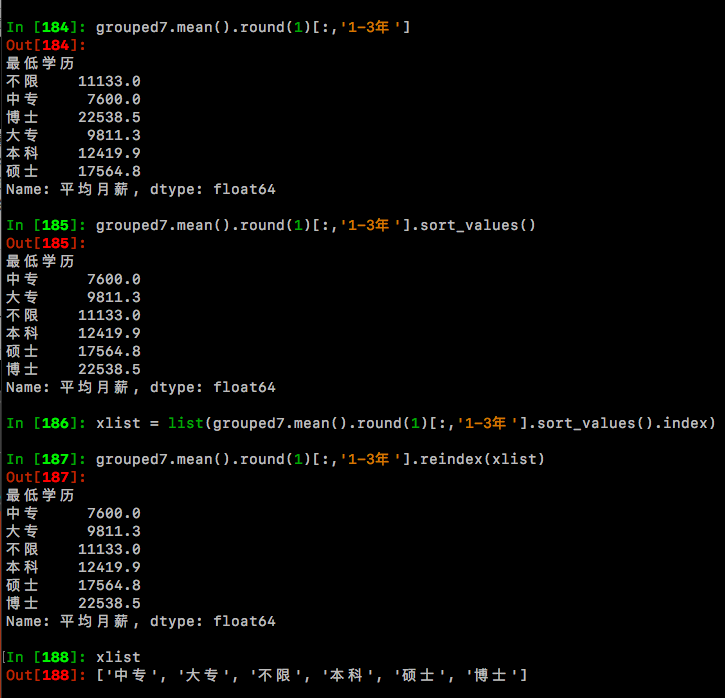 In [184]: grouped7.mean().round(1)[:,'1-3年']
Out[184]:
最低学历
不限    11133.0
中专     7600.0
博士    22538.5
大专     9811.3
本科    12419.9
硕士    17564.8
Name: 平均月薪, dtype: float64
In [185]: grouped7.mean().round(1)[:,'1-3年'].sort_values()
Out[185]:
最低学历
中专     7600.0
大专     9811.3
不限    11133.0
本科    12419.9
硕士    17564.8
博士    22538.5
Name: 平均月薪, dtype: float64
In [186]: xlist = list(grouped7.mean().round(1)[:,'1-3年'].sort_values().index)
In [187]: grouped7.mean().round(1)[:,'1-3年'].reindex(xlist)
Out[187]:
最低学历
中专     7600.0
大专     9811.3
不限    11133.0
本科    12419.9
硕士    17564.8
博士    22538.5
Name: 平均月薪, dtype: float64
In [188]: xlist
Out[188]: ['中专', '大专', '不限', '本科', '硕士', '博士']